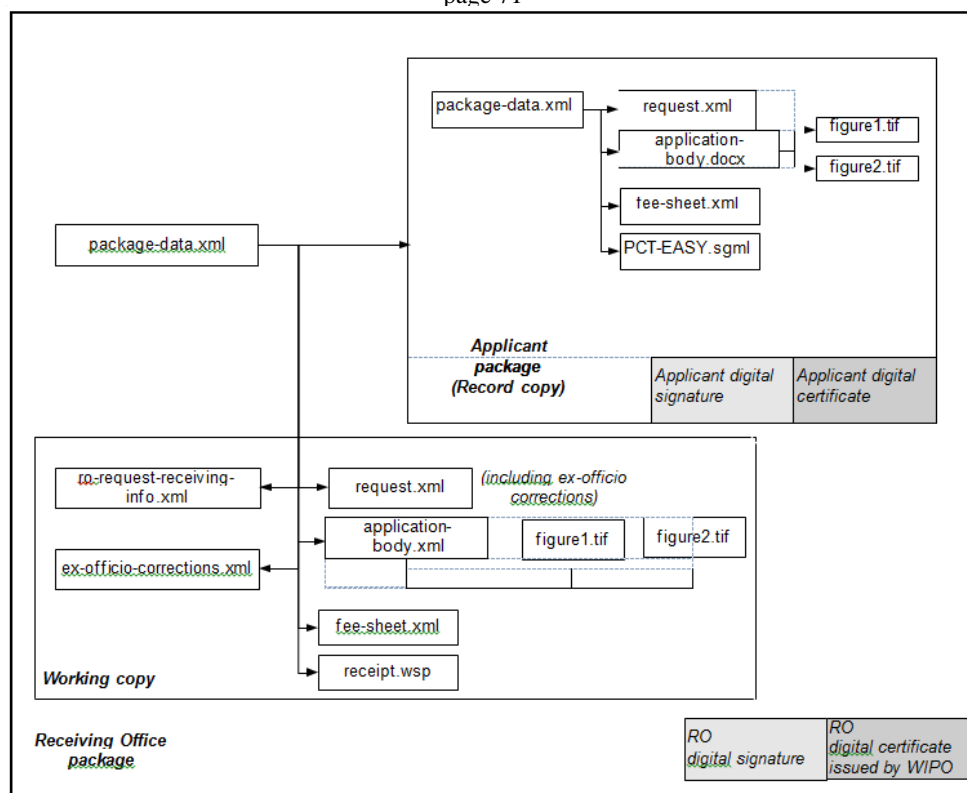 page 71
package-data.xml
request.xml
application-
body.docx
figure1.tif
figure2.tif
fee-sheet.xml
PCT-EASY.sgml
package-data.xml
Applicant
package
(Record copy)
Applicant digital
signature
Applicant digital
certificate
ro-request-receiving-
info.xml
request.xml
(including ex-officio
corrections)
application-
body.xml
figure1.tif
figure2.tif
ex-officio-corrections.xml
fee-sheet.xml
receipt.wsp
Working copy
Receiving Office
package
RO
digital signature
RO
digital certificate
issued by WIPO